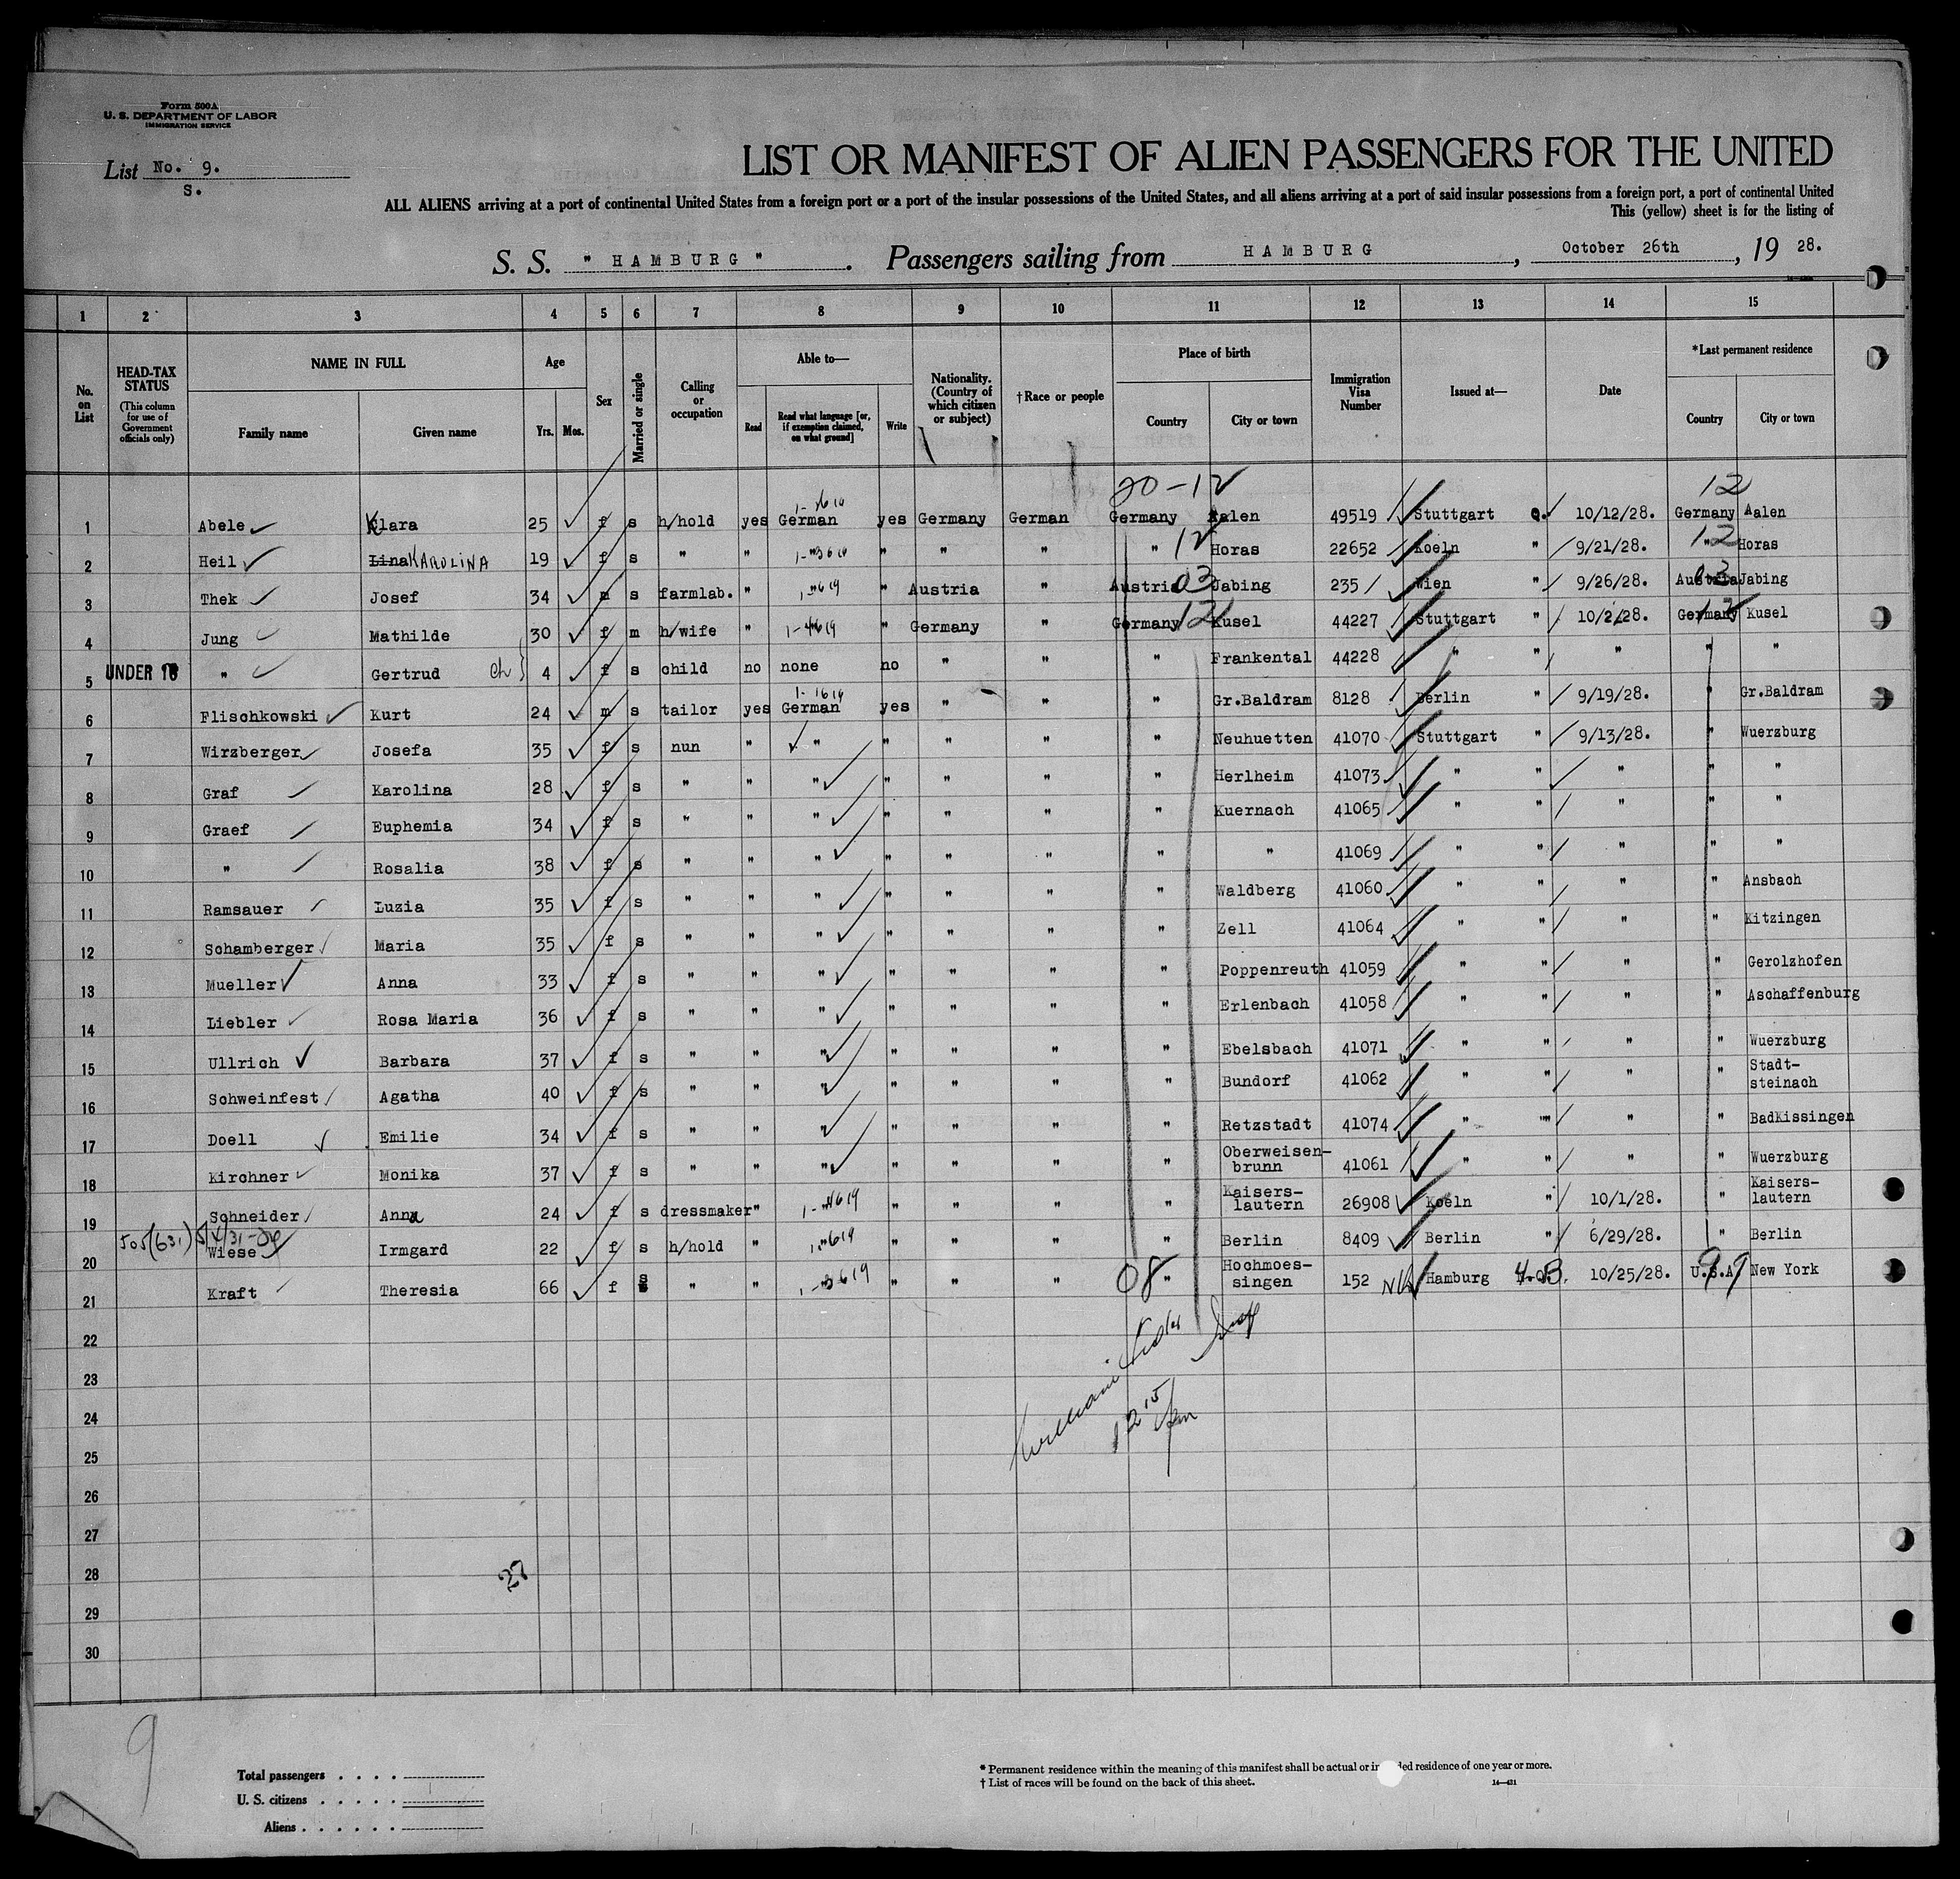 Form 500A
U. S. DEPARTMENT OF LABOR
IMMIGRATION SERVICE
List No. 9.
S.
LIST OR MANIFEST OF ALIEN PASSENGERS FOR THE UNITED
ALL ALIENS arriving at a port of continental United States from a foreign port or a port of the insular possessions of the United States, and all aliens arriving at a port of said insular possessions from a foreign port, a port of continental United
This (yellow) sheet is for the listing of
S. S. "HAMBURG". Passengers sailing from HAMBURG, October 26th, 19 28.
1 2 3 4 5 6 7 8 9 10 11 12 13 14 15
No. on List
HEAD-TAX STATUS (This column for use of Government officials only)
NAME IN FULL Family name Given name
Age Yrs. Mos.
Sex
Married or single
Calling or occupation
Able to— Read Read what language [or, if exemption claimed, on what ground] Write
Nationality. (Country of which citizen or subject)
†Race or people
Place of birth Country City or town
Immigration Visa Number
Issued at—
Date
*Last permanent residence Country City or town
20-12 12
1 Abele Klara 25 f s h/hold yes German yes Germany German Germany Aalen 49519 Stuttgart 10/12/28. Germany Aalen
2 Heil Lina KAROLINA 19 f s " " " " " " " 12 Horas 22652 Koeln " 9/21/28. " 12 Horas
3 Thek Josef 34 m s farmlab. " " " Austria " Austria 03 Jabing 235 Wien " 9/26/28. Austria 03 Jabing
4 Jung Mathilde 30 f m h/wife " " " Germany " Germany 12 Kusel 44227 Stuttgart " 10/2/28. Germany 12 Kusel
5 UNDER 16 " Gertrud ch 4 f s child no none no " " " Frankental 44228 " " " " "
6 Flischkowski Kurt 24 m s tailor yes German yes " " " Gr.Baldram 8128 Berlin " 9/19/28. " Gr.Baldram
7 Wirzberger Josefa 35 f s nun " " " " " " Neuhuetten 41070 Stuttgart " 9/13/28. " Wuerzburg
8 Graf Karolina 28 f s " " " " " " " Herlheim 41073 " " " " "
9 Graef Euphemia 34 f s " " " " " " " Kuernach 41065 " " " " "
10 " Rosalia 38 f s " " " " " " " " 41069 " " " " "
11 Ramsauer Luzia 35 f s " " " " " " " Waldberg 41060 " " " " Ansbach
12 Schamberger Maria 35 f s " " " " " " " Zell 41064 " " " " Kitzingen
13 Mueller Anna 33 f s " " " " " " " Poppenreuth 41059 " " " " Gerolzhofen
14 Liebler Rosa Maria 36 f s " " " " " " " Erlenbach 41058 " " " " Aschaffenburg
15 Ullrich Barbara 37 f s " " " " " " " Ebelsbach 41071 " " " " Wuerzburg
16 Schweinfest Agatha 40 f s " " " " " " " Bundorf 41062 " " " " Stadt-steinach
17 Doell Emilie 34 f s " " " " " " " Retzstadt 41074 " " " " BadKissingen
18 Kirchner Monika 37 f s " " " " " " " Oberweisen-brunn 41061 " " " " Wuerzburg
19 Schneider Anna 24 f s dressmaker " " " " " " Kaisers-lautern 26908 Koeln " 10/1/28. " Kaisers-lautern
20 Wiese Irmgard 22 f s h/hold " " " " " " Berlin 8409 Berlin " 6/29/28. " Berlin
21 Kraft Theresia 66 f s " " " " " " 08 " Hochmoes-singen 152 Hamburg 10/25/28. U.S.A 99 New York
22
23
24
25
26
27
28
29
30
27
9
Total passengers
U. S. citizens
Aliens
* Permanent residence within the meaning of this manifest shall be actual or in ded residence of one year or more.
† List of races will be found on the back of this sheet. 14—431